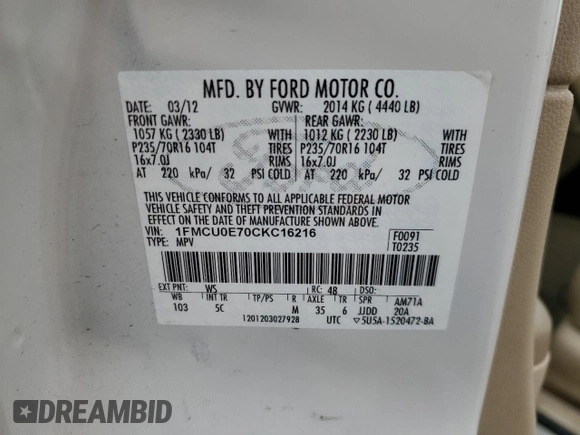 MFD. BY FORD MOTOR CO.
DATE: 03/12 GVWR: 2014 KG ( 4440 LB)
FRONT GAWR: REAR GAWR:
1057 KG ( 2330 LB) WITH 1012 KG ( 2230 LB) WITH
P235/70R16 104T TIRES P235/70R16 104T TIRES
16x7.0J RIMS 16x7.0J RIMS
AT 220 kPa/ 32 PSI COLD AT 220 kPa/ 32 PSI COLD
THIS VEHICLE CONFORMS TO ALL APPLICABLE FEDERAL MOTOR
VEHICLE SAFETY AND THEFT PREVENTION STANDARDS IN
EFFECT ON THE DATE OF MANUFACTURE SHOWN ABOVE.
VIN: 1FMCU0E70CKC16216 F0091
TYPE: MPV T0235
EXT PNT: WS RC: 48 DSO:
WB INT TR TP/PS R AXLE TR SPR AM71A
103 5C M 35 6 JJDD 20A
1201203027928 UTC ▽5U5A-1520472-BA
DREAMBID